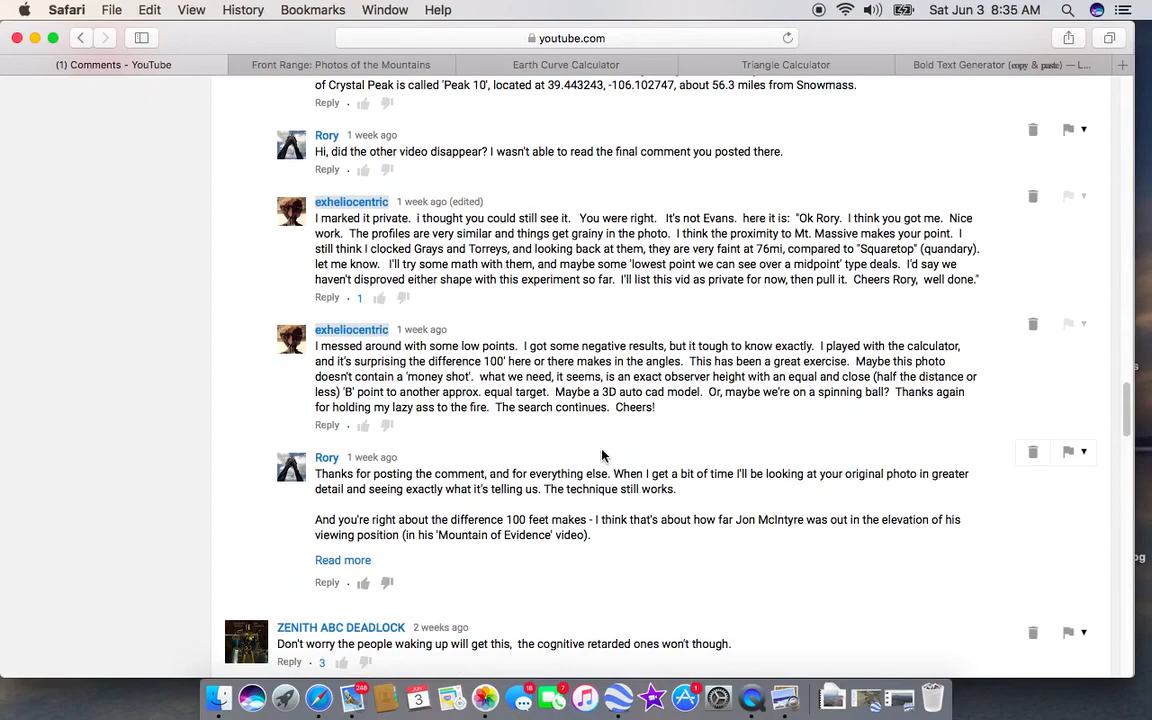 Safari File Edit View History Bookmarks Window Help Sat Jun 3 8:35 AM
youtube.com
(1) Comments - YouTube Front Range: Photos of the Mountains Earth Curve Calculator Triangle Calculator Bold Text Generator (copy & paste) — L...
of Crystal Peak is called 'Peak 10', located at 39.443243, -106.102747, about 56.3 miles from Snowmass.
Reply •
Rory 1 week ago
Hi, did the other video disappear? I wasn't able to read the final comment you posted there.
Reply •
exheliocentric 1 week ago (edited)
I marked it private. i thought you could still see it. You were right. It's not Evans. here it is: "Ok Rory. I think you got me. Nice
work. The profiles are very similar and things get grainy in the photo. I think the proximity to Mt. Massive makes your point. I
still think I clocked Grays and Torreys, and looking back at them, they are very faint at 76mi, compared to "Squaretop" (quandary).
let me know. I'll try some math with them, and maybe some 'lowest point we can see over a midpoint' type deals. I'd say we
haven't disproved either shape with this experiment so far. I'll list this vid as private for now, then pull it. Cheers Rory, well done."
Reply • 1
exheliocentric 1 week ago
I messed around with some low points. I got some negative results, but it tough to know exactly. I played with the calculator,
and it's surprising the difference 100' here or there makes in the angles. This has been a great exercise. Maybe this photo
doesn't contain a 'money shot'. what we need, it seems, is an exact observer height with an equal and close (half the distance or
less) 'B' point to another approx. equal target. Maybe a 3D auto cad model. Or, maybe we're on a spinning ball? Thanks again
for holding my lazy ass to the fire. The search continues. Cheers!
Reply •
Rory 1 week ago
Thanks for posting the comment, and for everything else. When I get a bit of time I'll be looking at your original photo in greater
detail and seeing exactly what it's telling us. The technique still works.
And you're right about the difference 100 feet makes - I think that's about how far Jon McIntyre was out in the elevation of his
viewing position (in his 'Mountain of Evidence' video).
Read more
Reply •
ZENITH ABC DEADLOCK 2 weeks ago
Don't worry the people waking up will get this, the cognitive retarded ones won't though.
Reply • 3